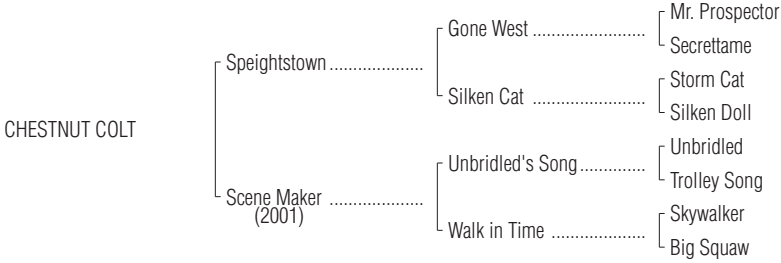 Mr. Prospector
Gone West ........................
Secrettame
Speightstown ....................
Storm Cat
Silken Cat ........................
Silken Doll
CHESTNUT COLT
Unbridled
Unbridled's Song ..............
Trolley Song
Scene Maker ....................
(2001)
Skywalker
Walk in Time ....................
Big Squaw